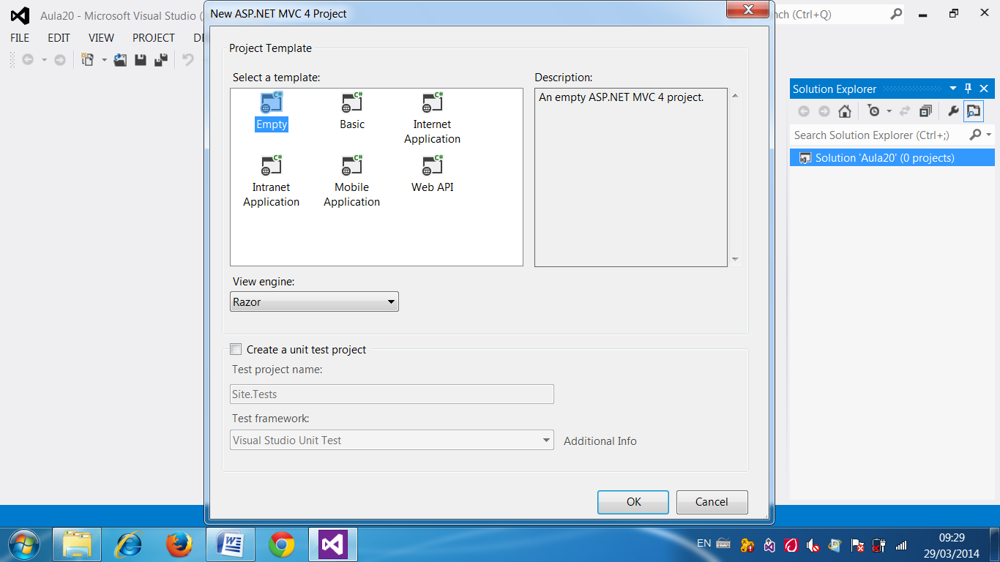 Aula20 - Microsoft Visual Studio (
New ASP.NET MVC 4 Project
nch (Ctrl+Q)
FILE EDIT VIEW PROJECT
Project Template
Select a template:
Description:
C# C# C#
Empty Basic Internet
Application
C# C# C#
Intranet Mobile Web API
Application Application
An empty ASP.NET MVC 4 project.
View engine:
Razor
Create a unit test project
Test project name:
Site.Tests
Test framework:
Visual Studio Unit Test
Additional Info
OK Cancel
Solution Explorer
Search Solution Explorer (Ctrl+;)
Solution 'Aula20' (0 projects)
EN
09:29
29/03/2014